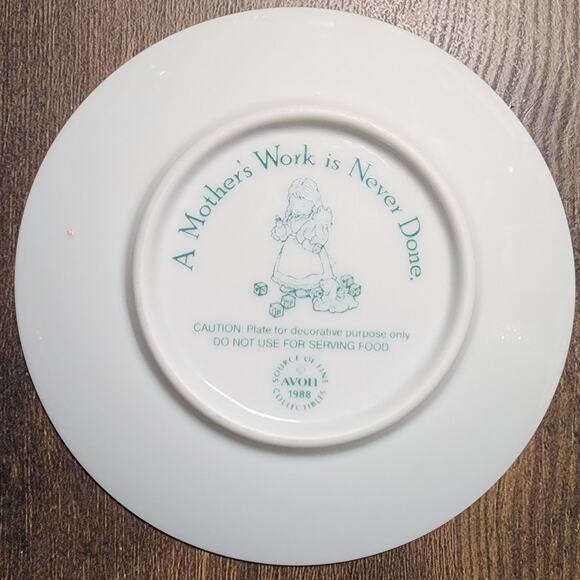 A Mother's Work is Never Done.
CAUTION: Plate for decorative purpose only
DO NOT USE FOR SERVING FOOD
SOURCE OF FINE
©
AVON
1988
COLLECTIBLES